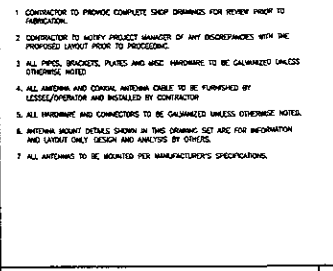 1 CONTRACTOR TO PROVIDE COMPLETE SHOP DRAWINGS FOR REVIEW PRIOR TO
FABRICATION.
2 CONTRACTOR TO NOTIFY PROJECT MANAGER OF ANY DISCREPANCIES WITH THE
PROPOSED LAYOUT PRIOR TO PROCEEDING.
3 ALL PIPES, BRACKETS, PLATES AND MISC HARDWARE TO BE GALVANIZED UNLESS
OTHERWISE NOTED
4. ALL ANTENNA AND COAXIAL ANTENNA CABLE TO BE FURNISHED BY
LESSEE/OPERATOR AND INSTALLED BY CONTRACTOR
5. ALL HARDWARE AND CONNECTORS TO BE GALVANIZED UNLESS OTHERWISE NOTED.
6. ANTENNA MOUNT DETAILS SHOWN IN THIS DRAWING SET ARE FOR INFORMATION
AND LAYOUT ONLY DESIGN AND ANALYSIS BY OTHERS.
7 ALL ANTENNAS TO BE MOUNTED PER MANUFACTURER'S SPECIFICATIONS.